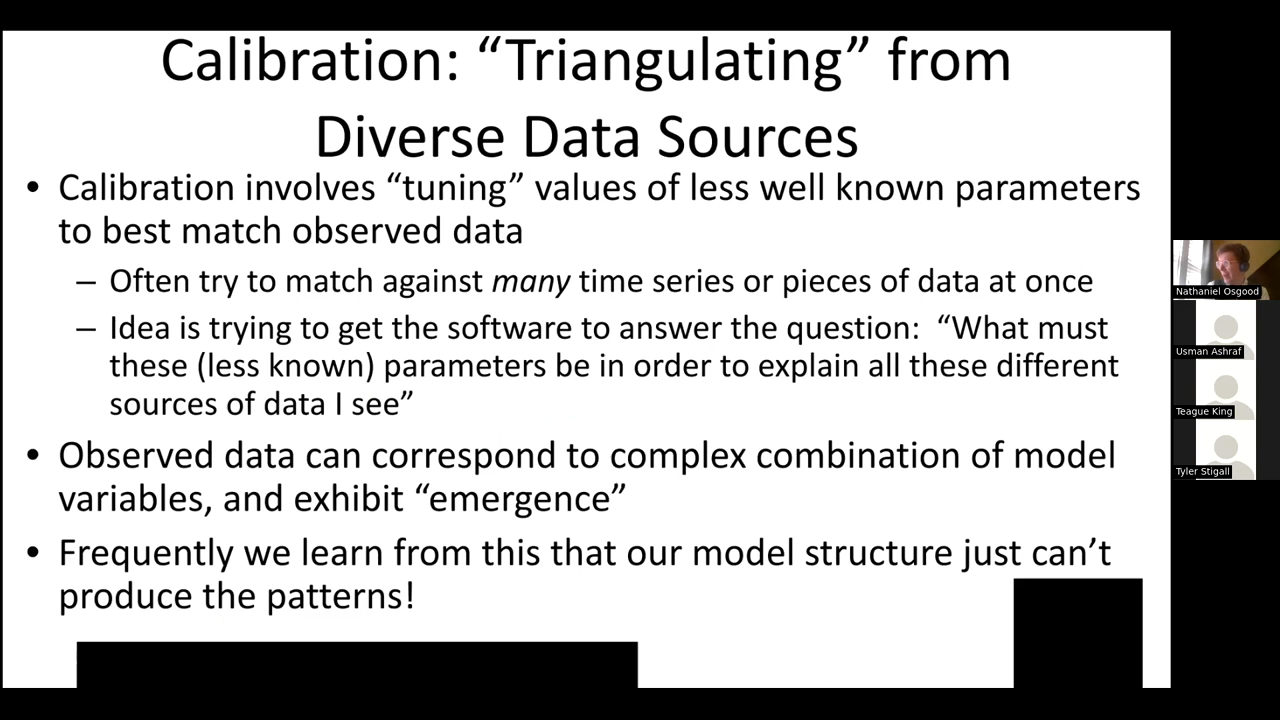 Calibration: “Triangulating” from
Diverse Data Sources
• Calibration involves “tuning” values of less well known parameters
to best match observed data
– Often try to match against many time series or pieces of data at once
– Idea is trying to get the software to answer the question: “What must
these (less known) parameters be in order to explain all these different
sources of data I see”
• Observed data can correspond to complex combination of model
variables, and exhibit “emergence”
• Frequently we learn from this that our model structure just can’t
produce the patterns!
Nathaniel Osgood
Usman Ashraf
Teague King
Tyler Stigall